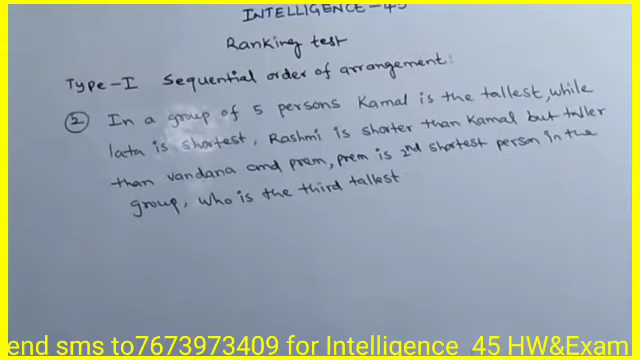 INTELLIGENCE - 45
Ranking test
Type-I Sequential order of arrangement:
② In a group of 5 persons Kamal is the tallest, while
lata is shortest, Rashmi is shorter than Kamal but taller
than vandana and prem, prem is 2nd shortest person in the
group, who is the third tallest
end sms to7673973409 for Intelligence 45 HW&Exam